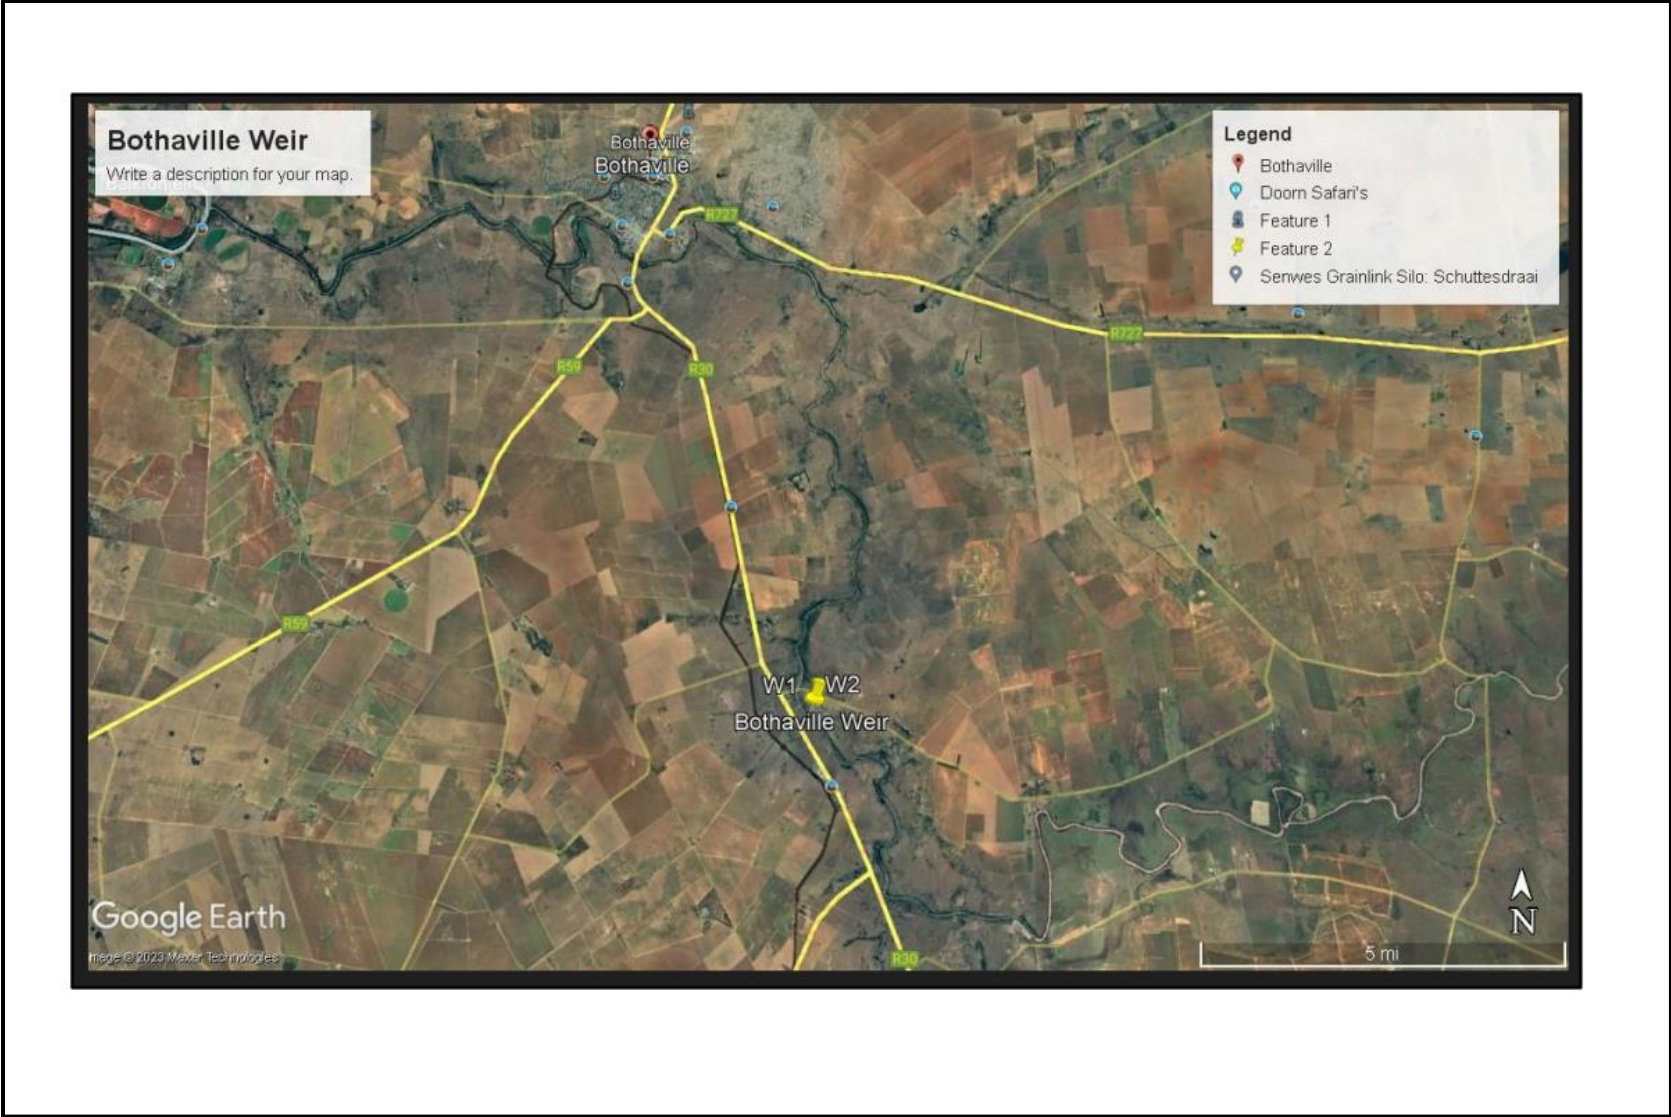 Bothaville Weir
Write a description for your map.
Bothaville
Bothaville
Legend
Bothaville
Doorn Safari's
Feature 1
Feature 2
Senwes Grainlink Silo: Schuttesdraai
R727
R727
R59
R30
R59
W1
W2
Bothaville Weir
Google Earth
N
5 mi
R30